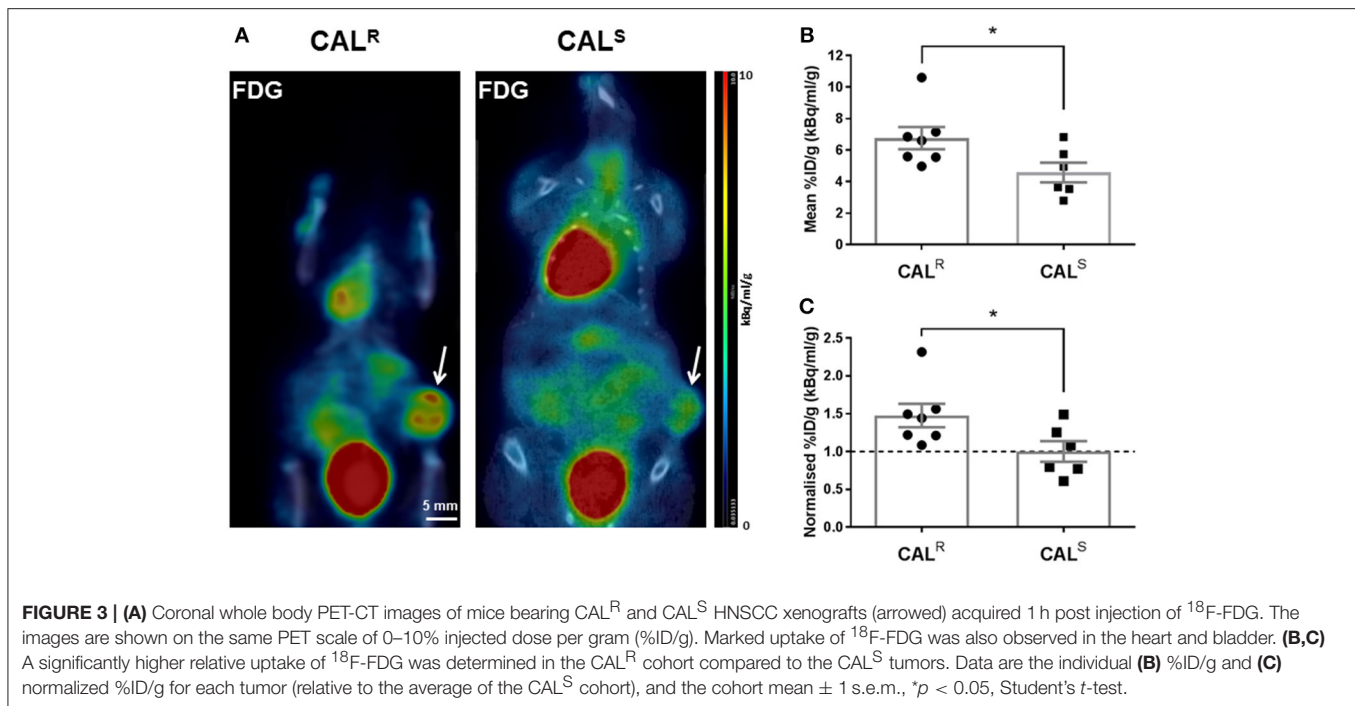 A
CAL^R
CAL^S
FDG
FDG
10
10.0
kBq/ml/g
0
5 mm
B
*
Mean %ID/g (kBq/ml/g)
12
10
8
6
4
2
0
CAL^R
CAL^S
C
*
Normalised %ID/g (kBq/ml/g)
2.5
2.0
1.5
1.0
0.5
0.0
CAL^R
CAL^S
FIGURE 3 | (A) Coronal whole body PET-CT images of mice bearing CAL^R and CAL^S HNSCC xenografts (arrowed) acquired 1 h post injection of ^18F-FDG. The
images are shown on the same PET scale of 0–10% injected dose per gram (%ID/g). Marked uptake of ^18F-FDG was also observed in the heart and bladder. (B,C)
A significantly higher relative uptake of ^18F-FDG was determined in the CAL^R cohort compared to the CAL^S tumors. Data are the individual (B) %ID/g and (C)
normalized %ID/g for each tumor (relative to the average of the CAL^S cohort), and the cohort mean ± 1 s.e.m., *p < 0.05, Student's t-test.